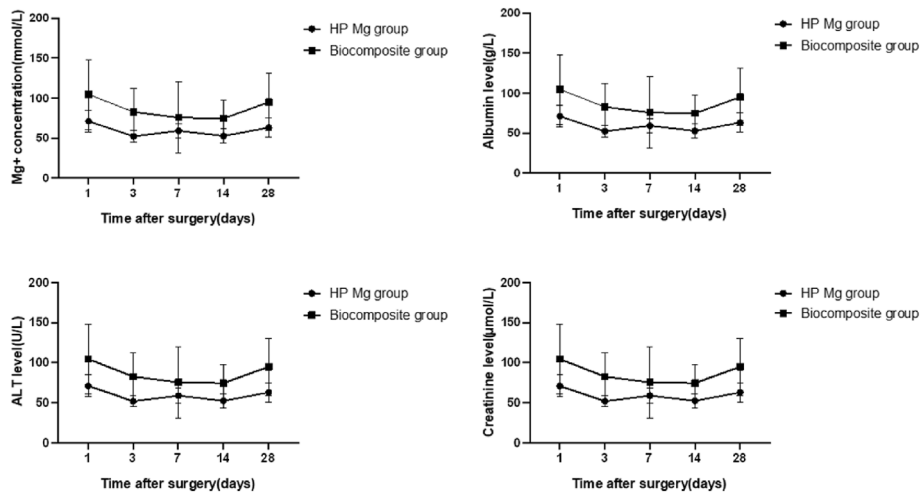 Mg+ concentration(mmol/L)
200
150
100
50
0
1 3 7 14 28
Time after surgery(days)
HP Mg group
Biocomposite group
Albumin level(g/L)
200
150
100
50
0
1 3 7 14 28
Time after surgery(days)
HP Mg group
Biocomposite group
ALT level(U/L)
200
150
100
50
0
1 3 7 14 28
Time after surgery(days)
HP Mg group
Biocomposite group
Creatinine level(μmol/L)
200
150
100
50
0
1 3 7 14 28
Time after surgery(days)
HP Mg group
Biocomposite group